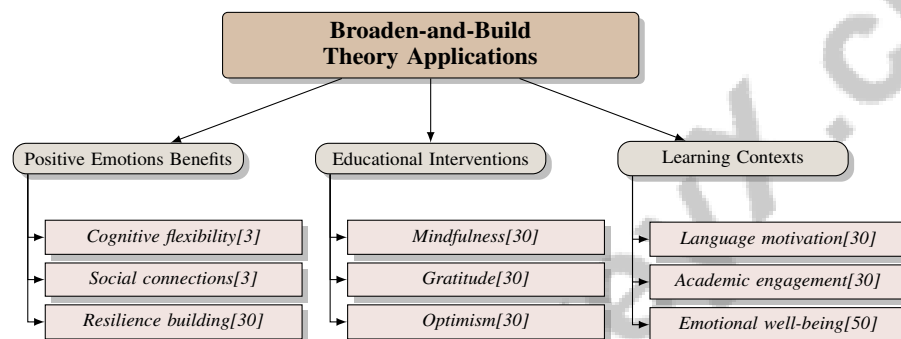 Broaden-and-Build
Theory Applications
Positive Emotions Benefits
Educational Interventions
Learning Contexts
Cognitive flexibility[3]
Social connections[3]
Resilience building[30]
Mindfulness[30]
Gratitude[30]
Optimism[30]
Language motivation[30]
Academic engagement[30]
Emotional well-being[50]